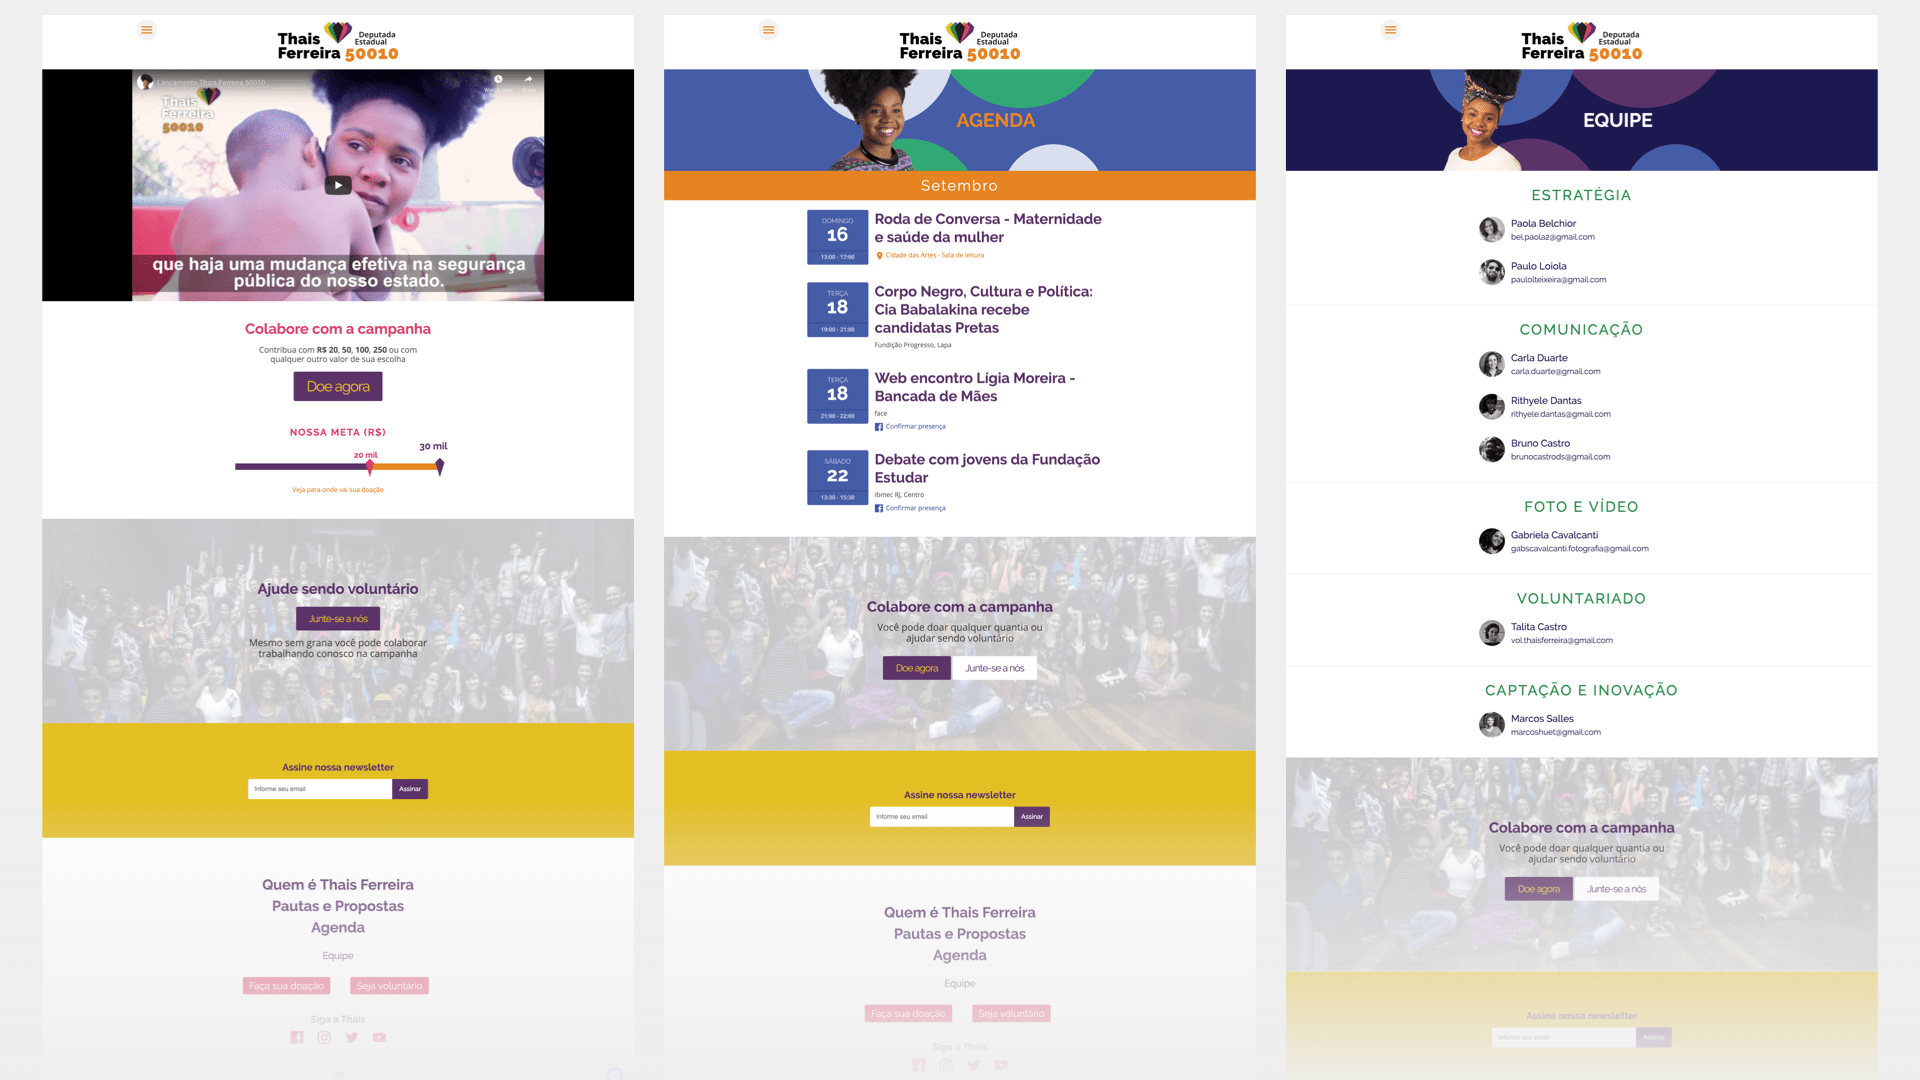 Thais
Ferreira 50010
Deputada
Estadual
Lançamento Thais Ferreira 50010
Thais
Ferreira
50010
Watch later
Share
que haja uma mudança efetiva na segurança
pública do nosso estado.
Colabore com a campanha
Contribua com R$ 20, 50, 100, 250 ou com
qualquer outro valor de sua escolha
Doe agora
NOSSA META (R$)
30 mil
20 mil
Veja para onde vai sua doação
Ajude sendo voluntário
Junte-se a nós
Mesmo sem grana você pode colaborar
trabalhando conosco na campanha
Assine nossa newsletter
Informe seu email
Assinar
Quem é Thais Ferreira
Pautas e Propostas
Agenda
Equipe
Faça sua doação
Seja voluntário
Siga a Thais
Thais
Ferreira 50010
Deputada
Estadual
AGENDA
Setembro
DOMINGO
16
13:00 - 17:00
Roda de Conversa - Maternidade
e saúde da mulher
Cidade das Artes - Sala de leitura
TERÇA
18
19:00 - 21:00
Corpo Negro, Cultura e Política:
Cia Babalakina recebe
candidatas Pretas
Fundição Progresso, Lapa
TERÇA
18
21:00 - 22:00
Web encontro Lígia Moreira -
Bancada de Mães
face
Confirmar presença
SÁBADO
22
13:30 - 15:30
Debate com jovens da Fundação
Estudar
Ibmec RJ, Centro
Confirmar presença
Colabore com a campanha
Você pode doar qualquer quantia ou
ajudar sendo voluntário
Doe agora
Junte-se a nós
Assine nossa newsletter
Informe seu email
Assinar
Quem é Thais Ferreira
Pautas e Propostas
Agenda
Equipe
Faça sua doação
Seja voluntário
Siga a Thais
Thais
Ferreira 50010
Deputada
Estadual
EQUIPE
ESTRATÉGIA
Paola Belchior
bel.paola2@gmail.com
Paulo Loiola
paulolteixeira@gmail.com
COMUNICAÇÃO
Carla Duarte
carla.duarte@gmail.com
Rithyele Dantas
rithyele.dantas@gmail.com
Bruno Castro
brunocastrods@gmail.com
FOTO E VÍDEO
Gabriela Cavalcanti
gabscavalcanti.fotografia@gmail.com
VOLUNTARIADO
Talita Castro
vol.thaisferreira@gmail.com
CAPTAÇÃO E INOVAÇÃO
Marcos Salles
marcoshuet@gmail.com
Colabore com a campanha
Você pode doar qualquer quantia ou
ajudar sendo voluntário
Doe agora
Junte-se a nós
Assine nossa newsletter
Informe seu email
Assinar